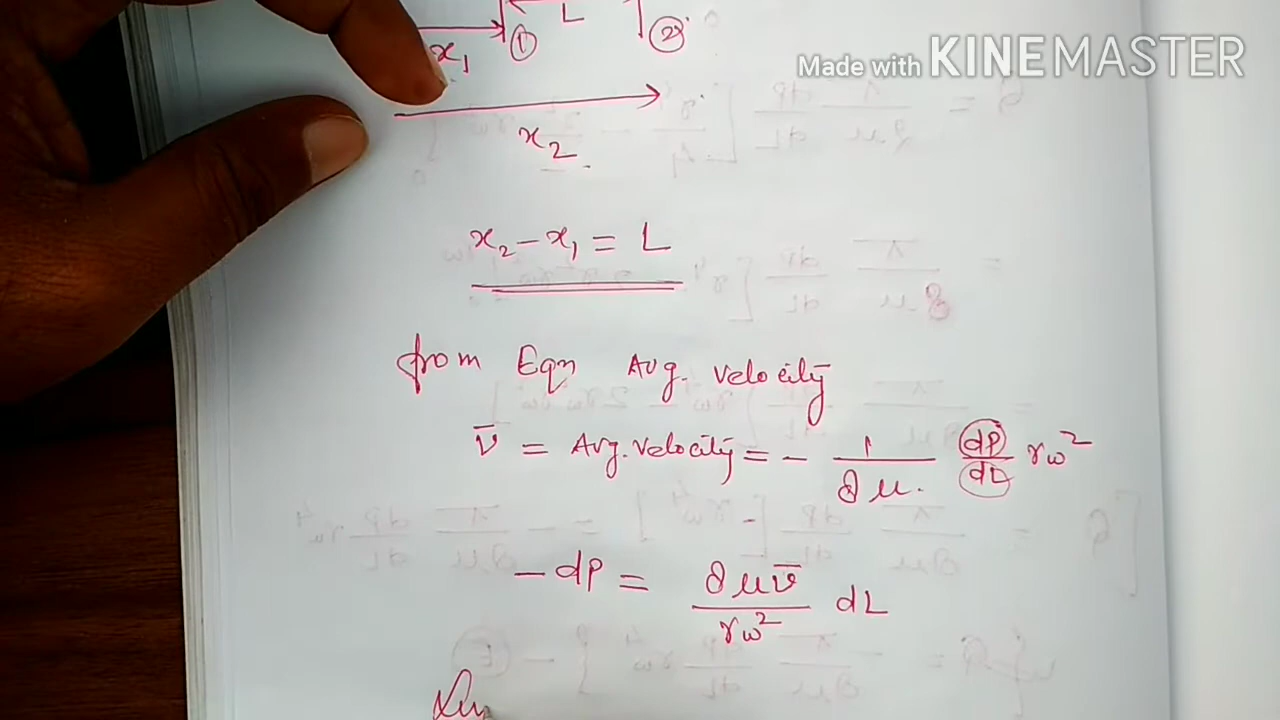 L
x₁ ① ②
Made with KINEMASTER
x₂
x₂ – x₁ = L
from Eqn Avg. velocity
v̄ = Avg. velocity = – 1/8μ. dP/dL rw²
– dP = 8μv̄/rw² dL